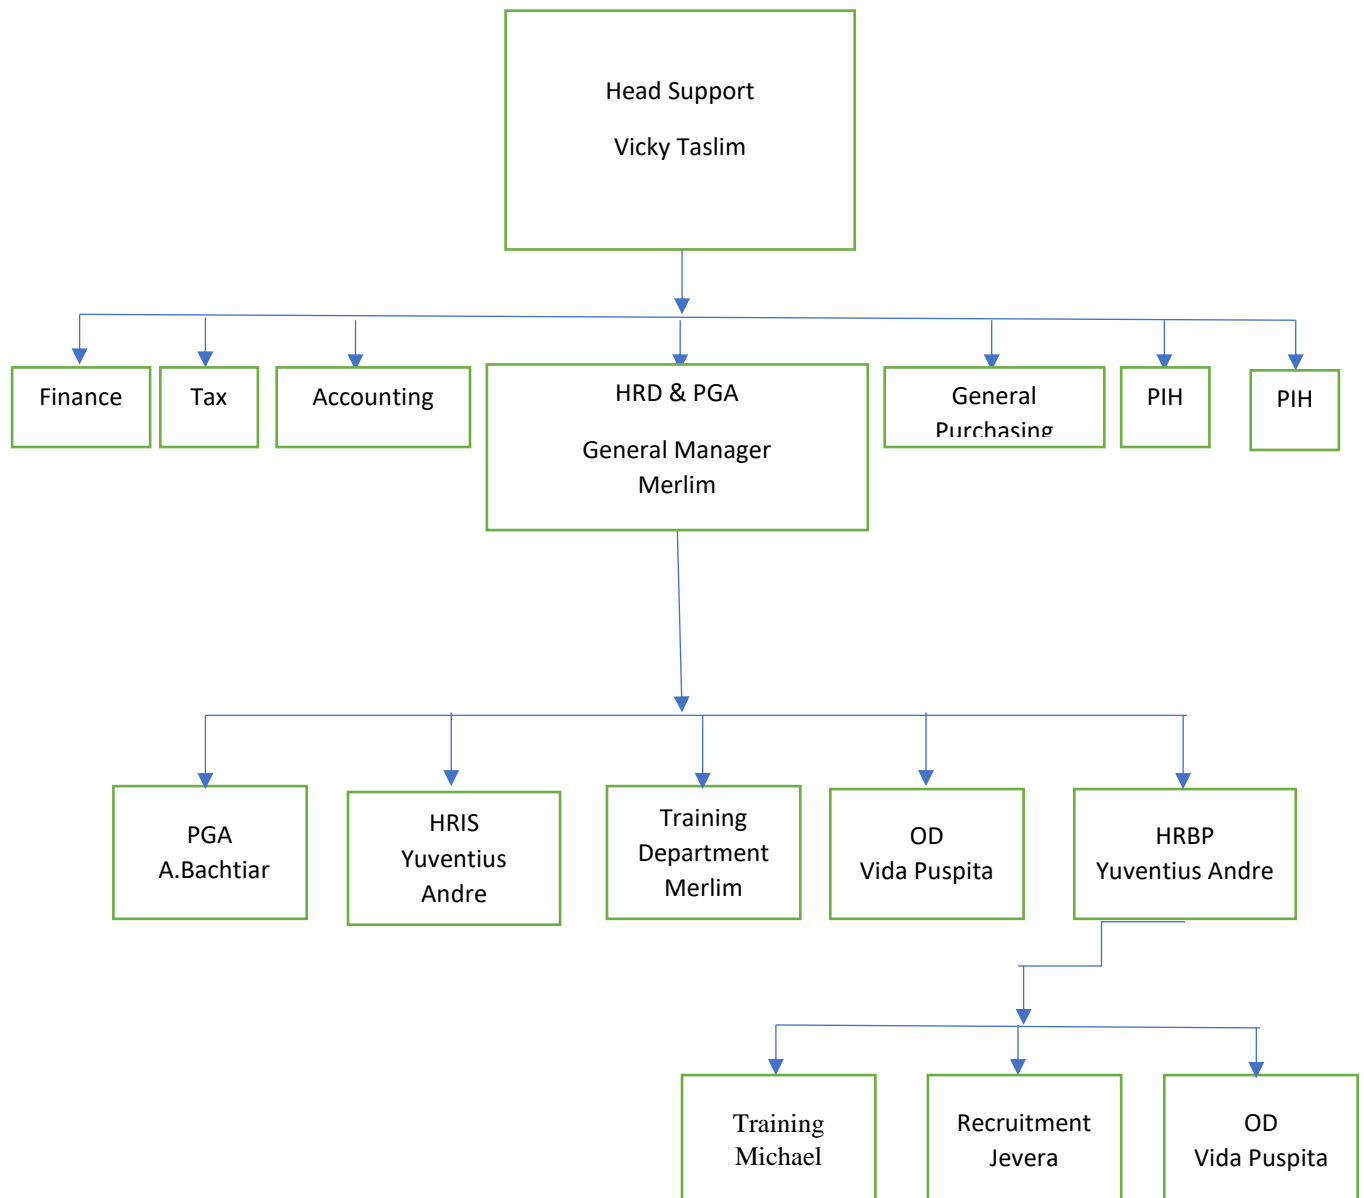 Head Support
Vicky Taslim
Finance
Tax
Accounting
HRD & PGA
General Manager
Merlim
General
Purchasing
PIH
PIH
PGA
A.Bachtiar
HRIS
Yuventius
Andre
Training
Department
Merlim
OD
Vida Puspita
HRBP
Yuventius Andre
Training
Michael
Recruitment
Jevera
OD
Vida Puspita